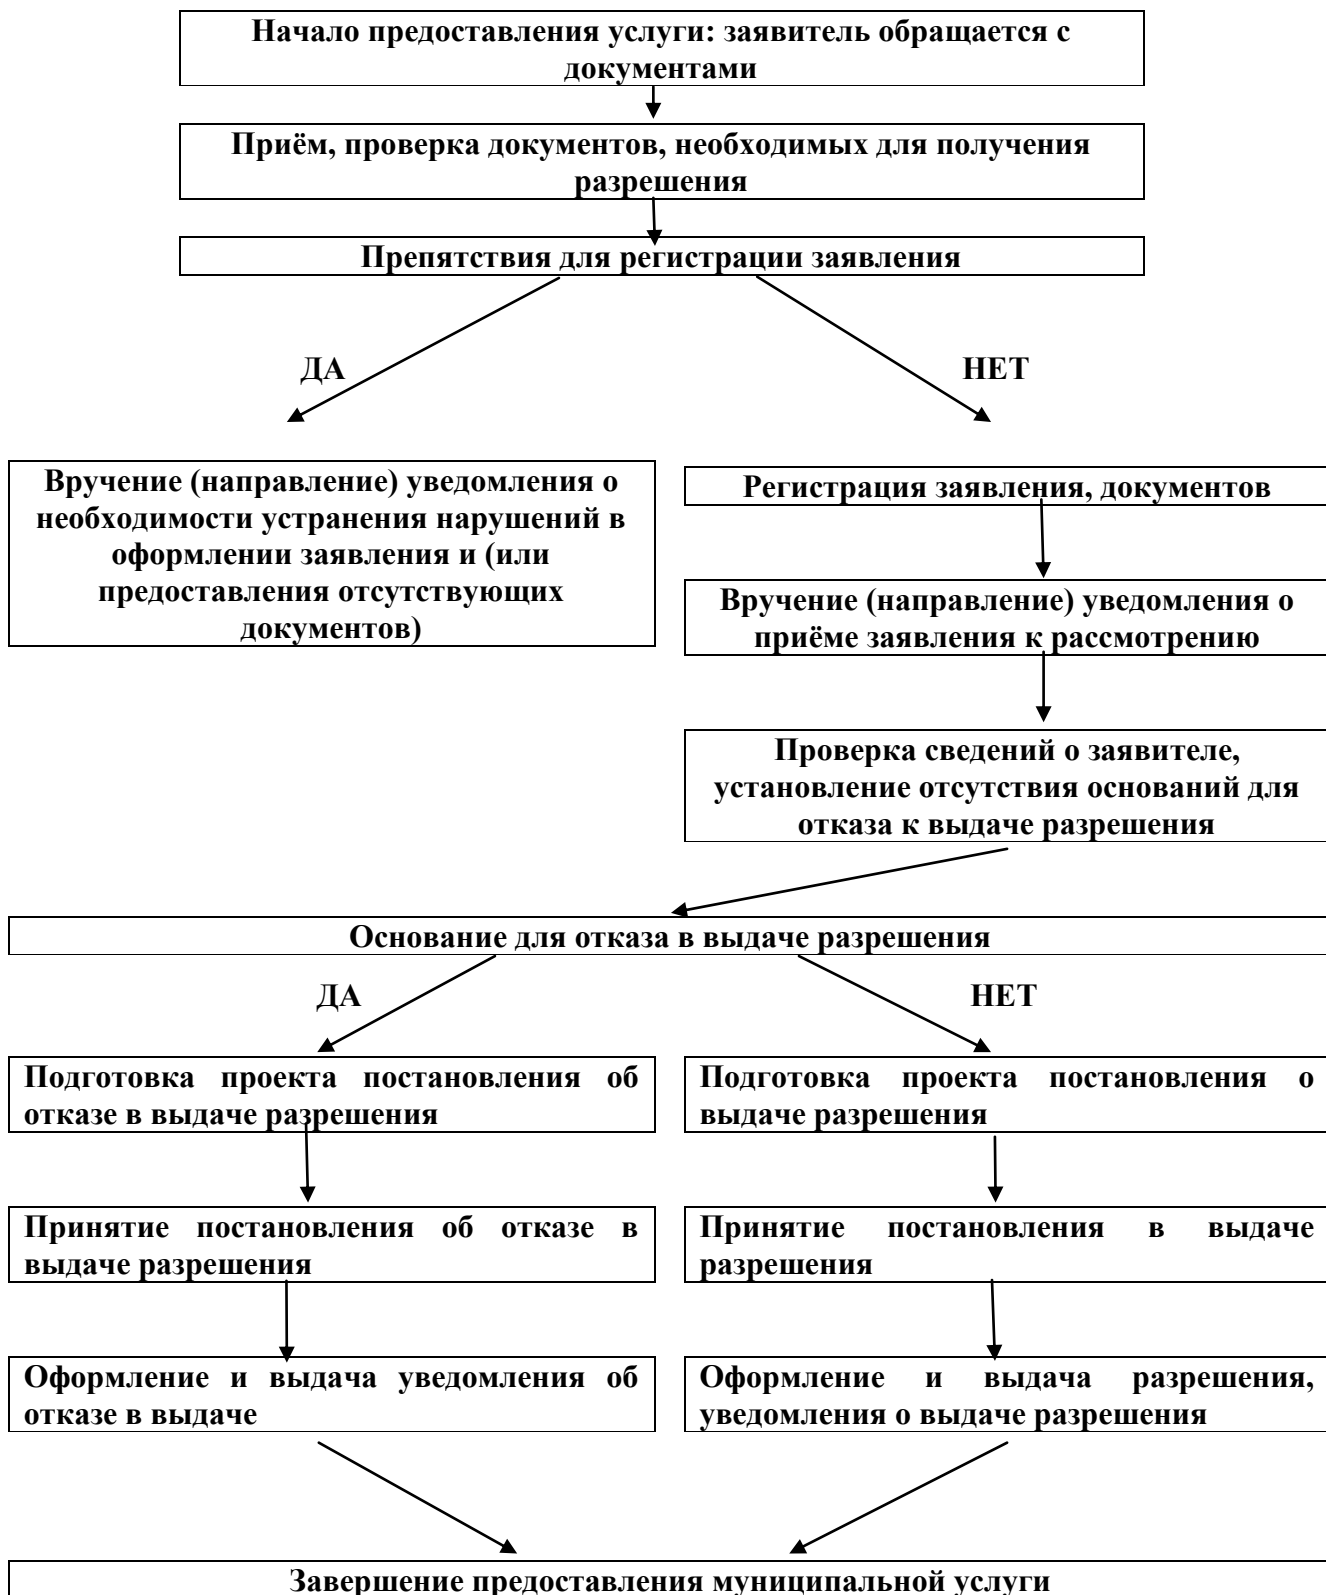 Начало предоставления услуги: заявитель обращается с
документами
Приём, проверка документов, необходимых для получения
разрешения
Препятствия для регистрации заявления
ДА
НЕТ
Вручение (направление) уведомления о
необходимости устранения нарушений в
оформлении заявления и (или
предоставления отсутствующих
документов)
Регистрация заявления, документов
Вручение (направление) уведомления о
приёме заявления к рассмотрению
Проверка сведений о заявителе,
установление отсутствия оснований для
отказа к выдаче разрешения
Основание для отказа в выдаче разрешения
ДА
НЕТ
Подготовка проекта постановления об
отказе в выдаче разрешения
Подготовка проекта постановления о
выдаче разрешения
Принятие постановления об отказе в
выдаче разрешения
Принятие постановления в выдаче
разрешения
Оформление и выдача уведомления об
отказе в выдаче
Оформление и выдача разрешения,
уведомления о выдаче разрешения
Завершение предоставления муниципальной услуги